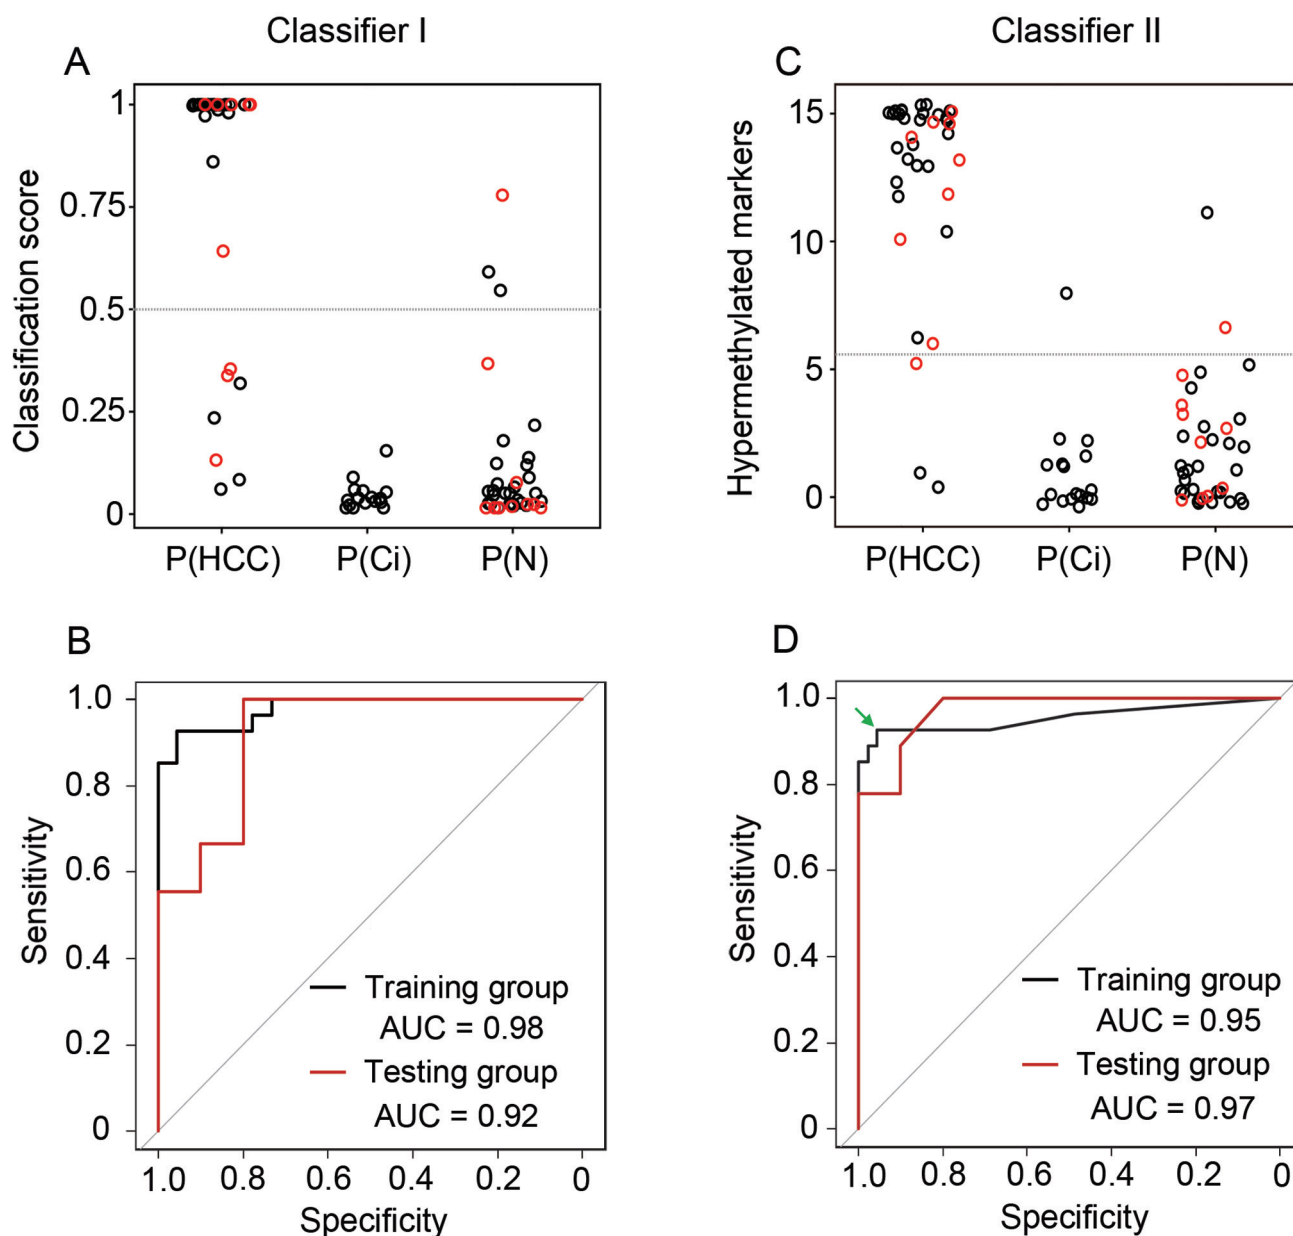 Classifier I
Classifier II
A
Classification score
1
0.75
0.5
0.25
0
P(HCC) P(Ci) P(N)
C
Hypermethylated markers
15
10
5
0
P(HCC) P(Ci) P(N)
B
Sensitivity
1.0
0.8
0.6
0.4
0.2
0
Training group
AUC = 0.98
Testing group
AUC = 0.92
1.0 0.8 0.6 0.4 0.2 0
Specificity
D
Sensitivity
1.0
0.8
0.6
0.4
0.2
0
Training group
AUC = 0.95
Testing group
AUC = 0.97
1.0 0.8 0.6 0.4 0.2 0
Specificity